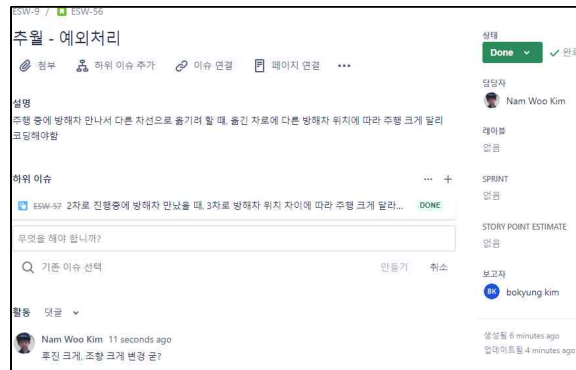 ESW-9 / ESW-56
추월 - 예외처리
첨부 하위 이슈 추가 이슈 연결 페이지 연결 •••
설명
주행 중에 방해차 만나서 다른 차선으로 옮기려 할 때, 옮긴 차로에 다른 방해차 위치에 따라 주행 크게 달리
코딩해야함
하위 이슈 ••• +
ESW-57 2차로 진행중에 방해차 만났을 때, 3차로 방해차 위치 차이에 따라 주행 크게 달라... DONE
무엇을 해야 합니까?
기존 이슈 선택 만들기 취소
활동 댓글
Nam Woo Kim 11 seconds ago
후진 크게, 조향 크게 변경 굳?
상태
Done
담당자
Nam Woo Kim
레이블
없음
SPRINT
없음
STORY POINT ESTIMATE
없음
보고자
BK bokyung kim
생성됨 6 minutes ago
업데이트됨 4 minutes ago